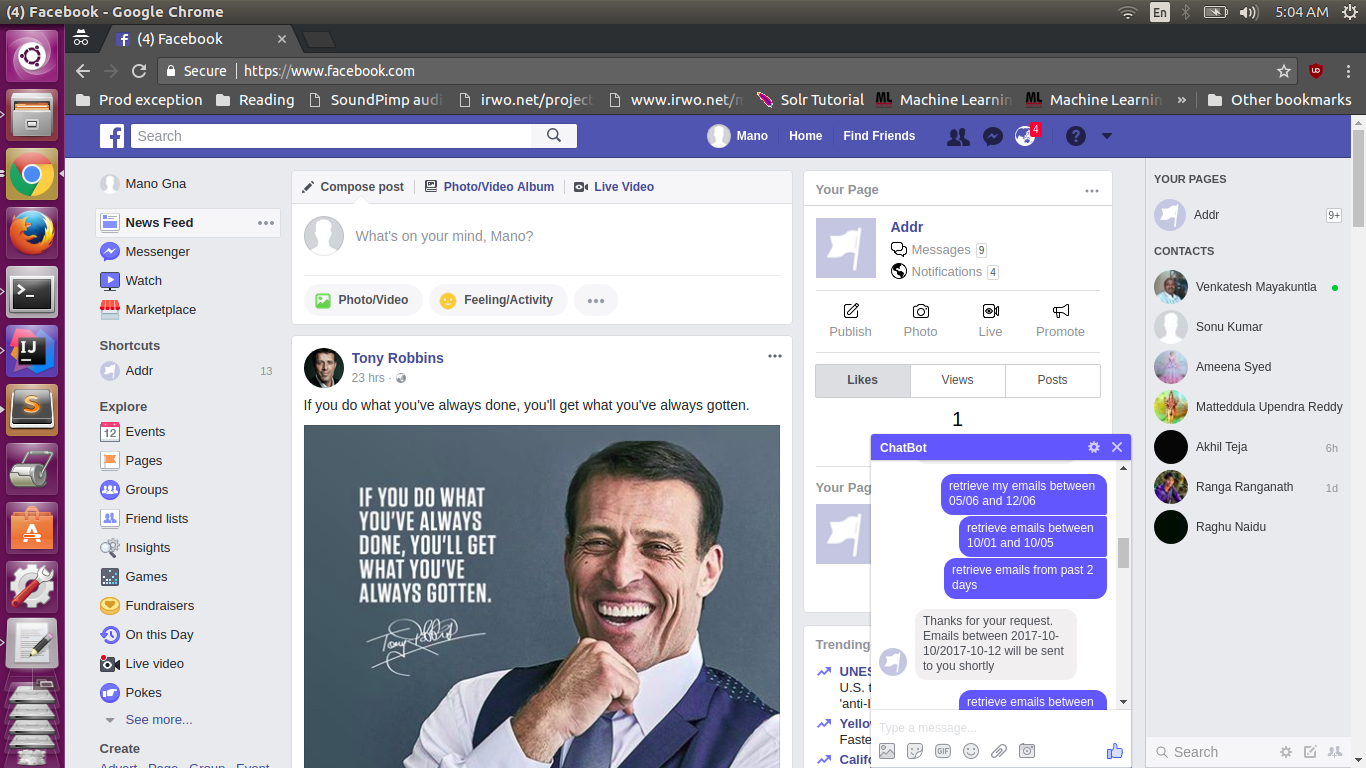 (4) Facebook - Google Chrome
En
5:04 AM
(4) Facebook
Secure
https://www.facebook.com
Prod exception
Reading
SoundPimp audi
irwo.net/project
www.irwo.net/
Solr Tutorial
ML Machine Learnin
ML Machine Learnin
»
Other bookmarks
Search
Mano
Home
Find Friends
4
Mano Gna
News Feed
Messenger
Watch
Marketplace
Shortcuts
Addr
13
Explore
12 Events
Pages
Groups
Friend lists
Insights
Games
Fundraisers
On this Day
Live video
Pokes
See more...
Create
Advert Page Group Event
Compose post
Photo/Video Album
Live Video
What's on your mind, Mano?
Photo/Video
Feeling/Activity
Tony Robbins
23 hrs ·
If you do what you've always done, you'll get what you've always gotten.
IF YOU DO WHAT
YOU'VE ALWAYS
DONE, YOU'LL GET
WHAT YOU'VE
ALWAYS GOTTEN.
Tony Robbins
Your Page
Addr
Messages 9
Notifications 4
Publish
Photo
Live
Promote
Likes
Views
Posts
1
Your Pag
Trending
UNES
U.S. t
'anti-I
Yello
Faste
Calif
ChatBot
retrieve my emails between
05/06 and 12/06
retrieve emails between
10/01 and 10/05
retrieve emails from past 2
days
Thanks for your request.
Emails between 2017-10-
10/2017-10-12 will be sent
to you shortly
retrieve emails between
Type a message...
GIF
YOUR PAGES
Addr
9+
CONTACTS
Venkatesh Mayakuntla
Sonu Kumar
Ameena Syed
Matteddula Upendra Reddy
Akhil Teja
6h
Ranga Ranganath
1d
Raghu Naidu
Search